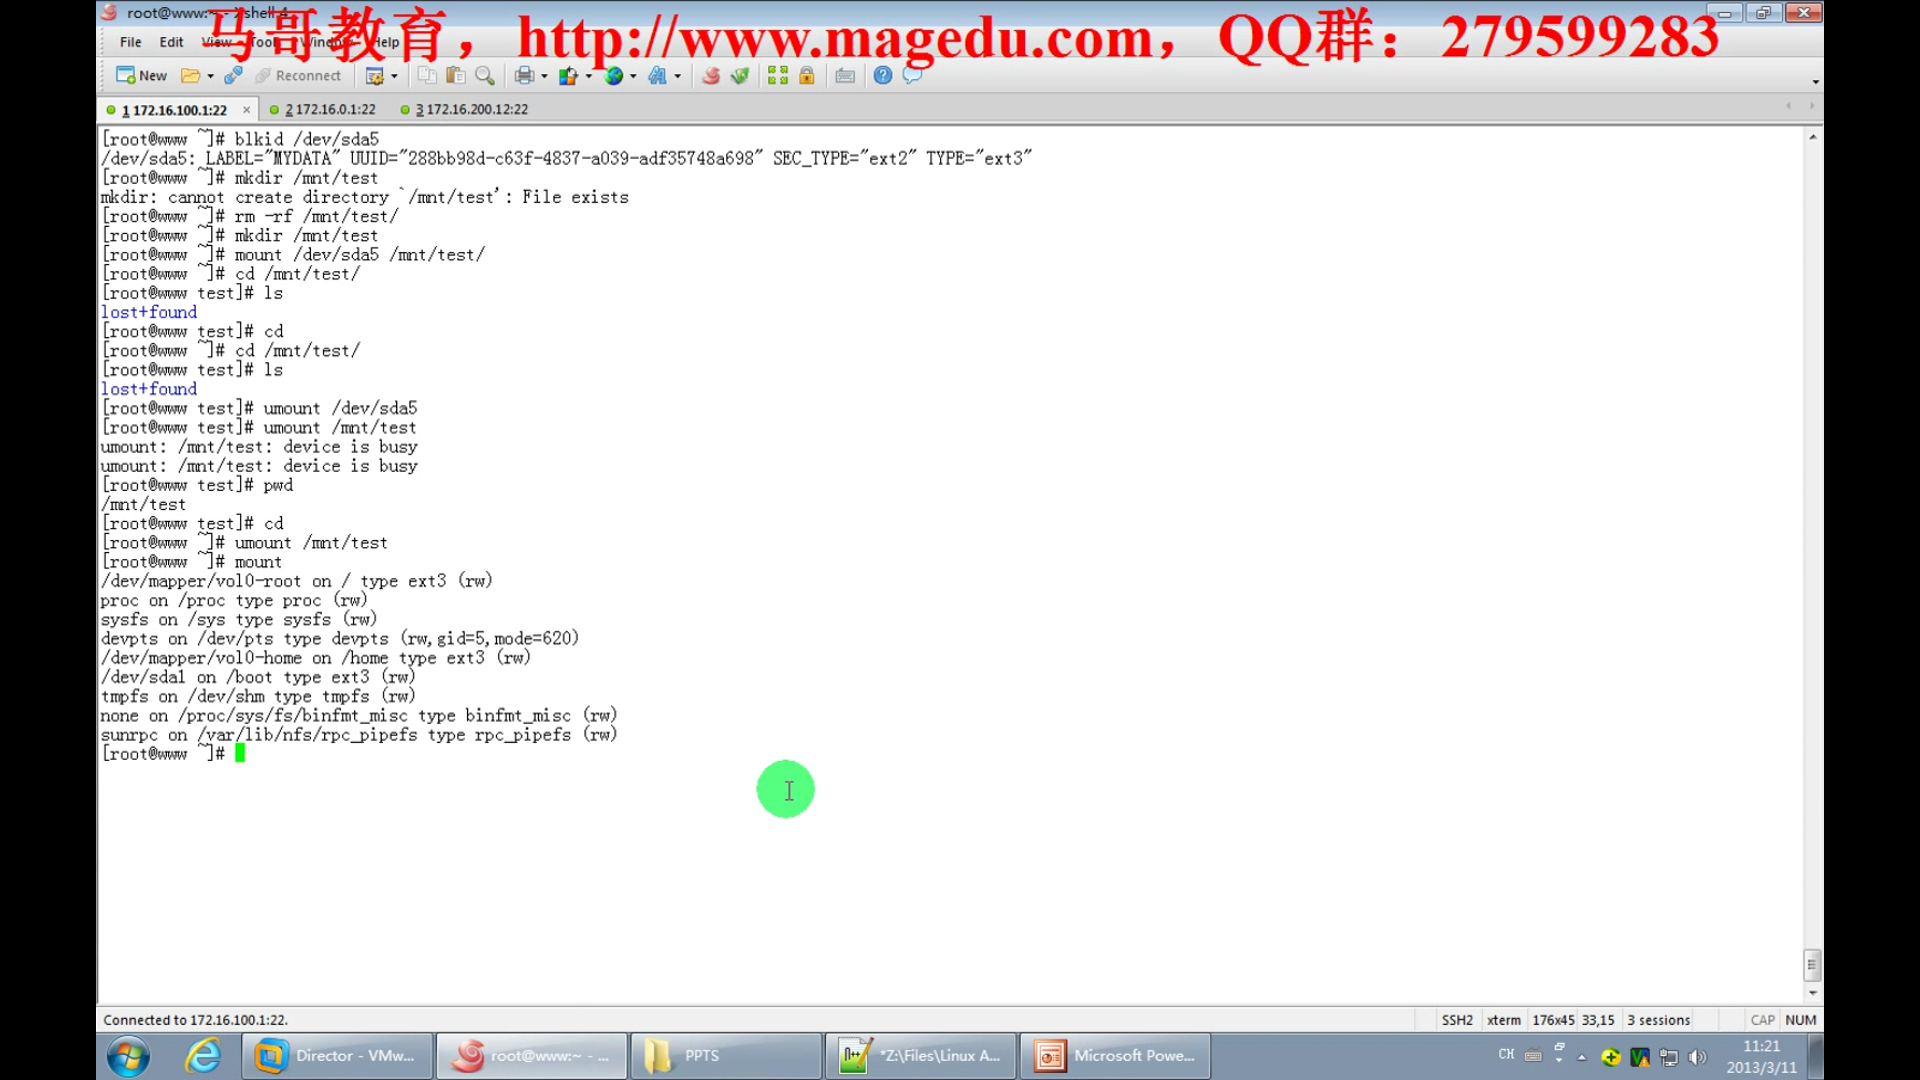 root@www:~ - Xshell 4
马哥教育，http://www.magedu.com，QQ群：279599283
File Edit View Tools Window Help
New Reconnect
1 172.16.100.1:22 2 172.16.0.1:22 3 172.16.200.12:22
[root@www ~]# blkid /dev/sda5
/dev/sda5: LABEL="MYDATA" UUID="288bb98d-c63f-4837-a039-adf35748a698" SEC_TYPE="ext2" TYPE="ext3"
[root@www ~]# mkdir /mnt/test
mkdir: cannot create directory `/mnt/test': File exists
[root@www ~]# rm -rf /mnt/test/
[root@www ~]# mkdir /mnt/test
[root@www ~]# mount /dev/sda5 /mnt/test/
[root@www ~]# cd /mnt/test/
[root@www test]# ls
lost+found
[root@www test]# cd
[root@www ~]# cd /mnt/test/
[root@www test]# ls
lost+found
[root@www test]# umount /dev/sda5
[root@www test]# umount /mnt/test
umount: /mnt/test: device is busy
umount: /mnt/test: device is busy
[root@www test]# pwd
/mnt/test
[root@www test]# cd
[root@www ~]# umount /mnt/test
[root@www ~]# mount
/dev/mapper/vol0-root on / type ext3 (rw)
proc on /proc type proc (rw)
sysfs on /sys type sysfs (rw)
devpts on /dev/pts type devpts (rw,gid=5,mode=620)
/dev/mapper/vol0-home on /home type ext3 (rw)
/dev/sda1 on /boot type ext3 (rw)
tmpfs on /dev/shm type tmpfs (rw)
none on /proc/sys/fs/binfmt_misc type binfmt_misc (rw)
sunrpc on /var/lib/nfs/rpc_pipefs type rpc_pipefs (rw)
[root@www ~]#
Connected to 172.16.100.1:22. SSH2 xterm 176x45 33,15 3 sessions CAP NUM
Director - VMw... root@www:~ - ... PPTS *Z:\Files\Linux A... Microsoft Powe... CH 11:21
2013/3/11